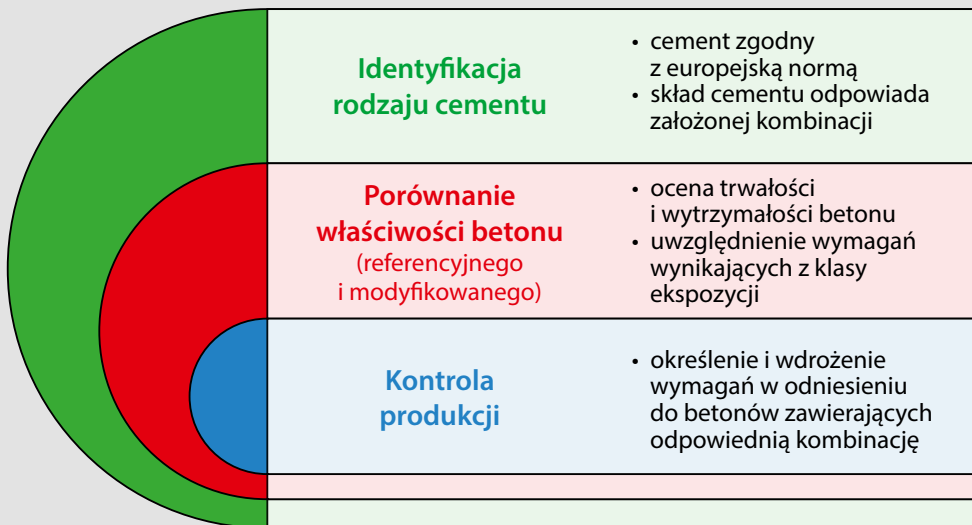 Identyfikacja
rodzaju cementu
• cement zgodny
z europejską normą
• skład cementu odpowiada
założonej kombinacji
Porównanie
właściwości betonu
(referencyjnego
i modyfikowanego)
• ocena trwałości
i wytrzymałości betonu
• uwzględnienie wymagań
wynikających z klasy
ekspozycji
Kontrola
produkcji
• określenie i wdrożenie
wymagań w odniesieniu
do betonów zawierających
odpowiednią kombinację